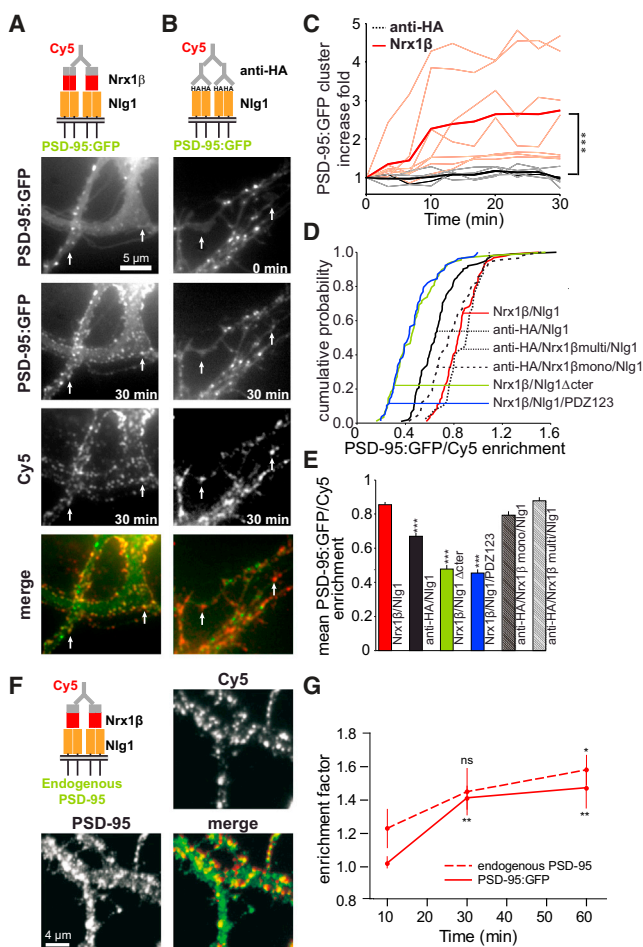 A
Cy5
Nrx1β
Nlg1
PSD-95:GFP
B
Cy5
anti-HA
HAHA HAHA
Nlg1
PSD-95:GFP
PSD-95:GFP
5 µm
0 min
PSD-95:GFP
30 min
30 min
Cy5
30 min
30 min
merge
C
anti-HA
Nrx1β
PSD-95:GFP cluster
increase fold
5
4
3
2
1
0 10 20 30
Time (min)
***
D
cumulative probability
1.0
0.8
0.6
0.4
0.2
0.0
Nrx1β/Nlg1
anti-HA/Nlg1
anti-HA/Nrx1βmulti/Nlg1
anti-HA/Nrx1βmono/Nlg1
Nrx1β/Nlg1Δcter
Nrx1β/Nlg1/PDZ123
0.0 0.4 0.8 1.2 1.6
PSD-95:GFP/Cy5 enrichment
E
mean PSD-95:GFP/Cy5
enrichment
1
0.8
0.6
0.4
0.2
0
Nrx1β/Nlg1
***
anti-HA/Nlg1
***
Nrx1β/Nlg1 Δcter
***
Nrx1β/Nlg1/PDZ123
anti-HA/Nrx1β mono/Nlg1
anti-HA/Nrx1β multi/Nlg1
F
Cy5
Nrx1β
Nlg1
Endogenous
PSD-95
Cy5
PSD-95
merge
4 µm
G
enrichment factor
1.8
1.6
1.4
1.2
1.0
0.8
ns
*
**
**
endogenous PSD-95
PSD-95:GFP
10 20 30 40 50 60
Time (min)